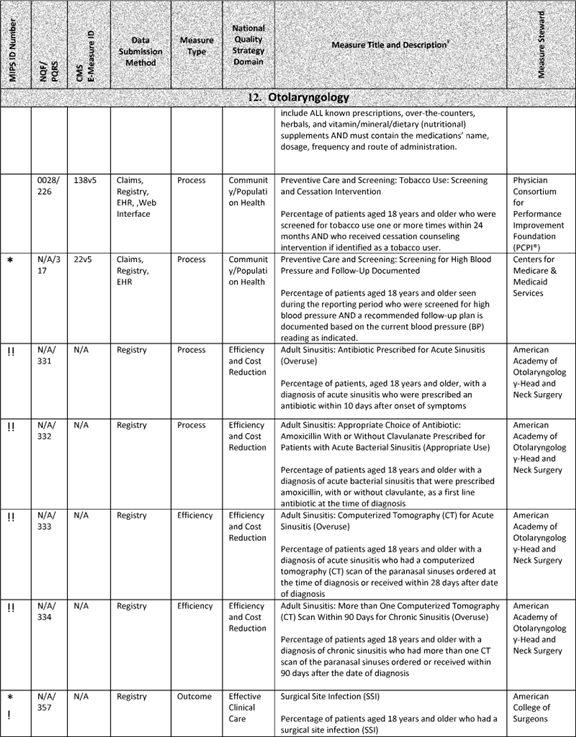 MIPS ID Number
NQF/
PQRS
CMS
E-Measure ID
Data
Submission
Method
Measure
Type
National
Quality
Strategy
Domain
Measure Title and Description
Measure Steward
12. Otolaryngology
include ALL known prescriptions, over-the-counters,
herbals, and vitamin/mineral/dietary (nutritional)
supplements AND must contain the medications' name,
dosage, frequency and route of administration.
0028/
226
138v5
Claims,
Registry,
EHR, ,Web
Interface
Process
Communit
y/Populati
on Health
Preventive Care and Screening: Tobacco Use: Screening
and Cessation Intervention
Percentage of patients aged 18 years and older who were
screened for tobacco use one or more times within 24
months AND who received cessation counseling
intervention if identified as a tobacco user.
Physician
Consortium
for
Performance
Improvement
Foundation
(PCPI®)
*
N/A/3
17
22v5
Claims,
Registry,
EHR
Process
Communit
y/Populati
on Health
Preventive Care and Screening: Screening for High Blood
Pressure and Follow-Up Documented
Percentage of patients aged 18 years and older seen
during the reporting period who were screened for high
blood pressure AND a recommended follow-up plan is
documented based on the current blood pressure (BP)
reading as indicated.
Centers for
Medicare &
Medicaid
Services
!!
N/A/
331
N/A
Registry
Process
Efficiency
and Cost
Reduction
Adult Sinusitis: Antibiotic Prescribed for Acute Sinusitis
(Overuse)
Percentage of patients, aged 18 years and older, with a
diagnosis of acute sinusitis who were prescribed an
antibiotic within 10 days after onset of symptoms
American
Academy of
Otolaryngolog
y-Head and
Neck Surgery
!!
N/A/
332
N/A
Registry
Process
Efficiency
and Cost
Reduction
Adult Sinusitis: Appropriate Choice of Antibiotic:
Amoxicillin With or Without Clavulanate Prescribed for
Patients with Acute Bacterial Sinusitis (Appropriate Use)
Percentage of patients aged 18 years and older with a
diagnosis of acute bacterial sinusitis that were prescribed
amoxicillin, with or without clavulante, as a first line
antibiotic at the time of diagnosis
American
Academy of
Otolaryngolog
y-Head and
Neck Surgery
!!
N/A/
333
N/A
Registry
Efficiency
Efficiency
and Cost
Reduction
Adult Sinusitis: Computerized Tomography (CT) for Acute
Sinusitis (Overuse)
Percentage of patients aged 18 years and older with a
diagnosis of acute sinusitis who had a computerized
tomography (CT) scan of the paranasal sinuses ordered at
the time of diagnosis or received within 28 days after date
of diagnosis
American
Academy of
Otolaryngolog
y-Head and
Neck Surgery
!!
N/A/
334
N/A
Registry
Efficiency
Efficiency
and Cost
Reduction
Adult Sinusitis: More than One Computerized Tomography
(CT) Scan Within 90 Days for Chronic Sinusitis (Overuse)
Percentage of patients aged 18 years and older with a
diagnosis of chronic sinusitis who had more than one CT
scan of the paranasal sinuses ordered or received within
90 days after the date of diagnosis
American
Academy of
Otolaryngolog
y-Head and
Neck Surgery
*
!
N/A/
357
N/A
Registry
Outcome
Effective
Clinical
Care
Surgical Site Infection (SSI)
Percentage of patients aged 18 years and older who had a
surgical site infection (SSI)
American
College of
Surgeons